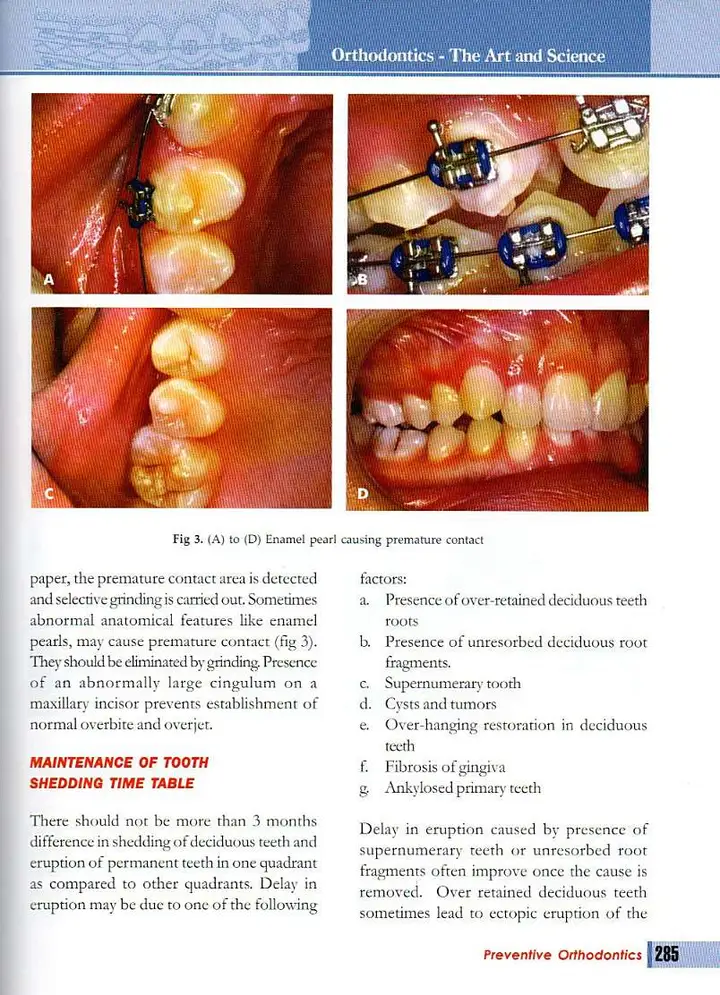 Orthodontics - The Art and Science
A
B
C
D
Fig 3. (A) to (D) Enamel pearl causing premature contact
paper, the premature contact area is detected
and selective grinding is carried out. Sometimes
abnormal anatomical features like enamel
pearls, may cause premature contact (fig 3).
They should be eliminated by grinding. Presence
of an abnormally large cingulum on a
maxillary incisor prevents establishment of
normal overbite and overjet.
MAINTENANCE OF TOOTH
SHEDDING TIME TABLE
There should not be more than 3 months
difference in shedding of deciduous teeth and
eruption of permanent teeth in one quadrant
as compared to other quadrants. Delay in
eruption may be due to one of the following
factors:
a. Presence of over-retained deciduous teeth
roots
b. Presence of unresorbed deciduous root
fragments.
c. Supernumerary tooth
d. Cysts and tumors
e. Over-hanging restoration in deciduous
teeth
f. Fibrosis of gingiva
g. Ankylosed primary teeth
Delay in eruption caused by presence of
supernumerary teeth or unresorbed root
fragments often improve once the cause is
removed. Over retained deciduous teeth
sometimes lead to ectopic eruption of the
Preventive Orthodontics 285